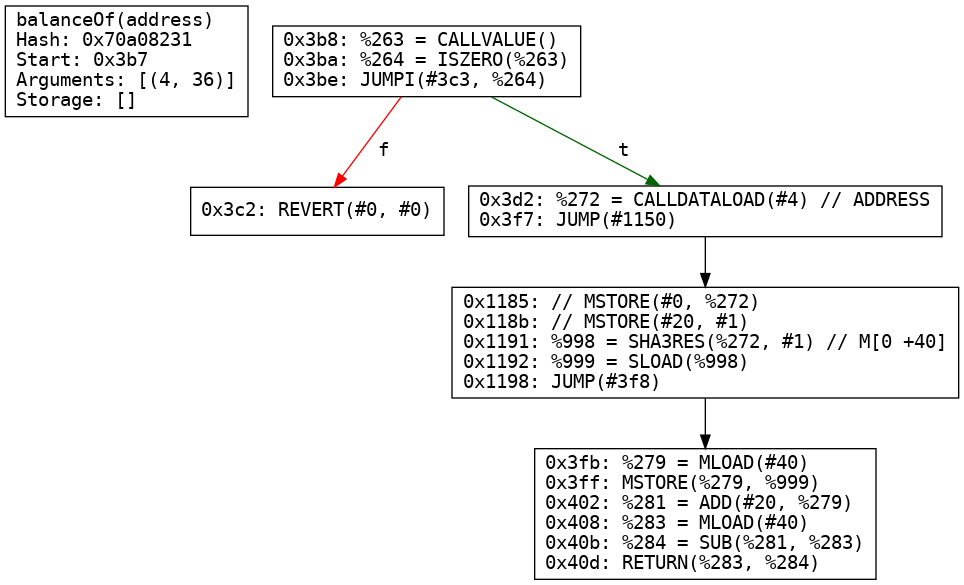 balanceOf(address)
Hash: 0x70a08231
Start: 0x3b7
Arguments: [(4, 36)]
Storage: []
0x3b8: %263 = CALLVALUE()
0x3ba: %264 = ISZERO(%263)
0x3be: JUMPI(#3c3, %264)
f
t
0x3c2: REVERT(#0, #0)
0x3d2: %272 = CALLDATALOAD(#4) // ADDRESS
0x3f7: JUMP(#1150)
0x1185: // MSTORE(#0, %272)
0x118b: // MSTORE(#20, #1)
0x1191: %998 = SHA3RES(%272, #1) // M[0 +40]
0x1192: %999 = SLOAD(%998)
0x1198: JUMP(#3f8)
0x3fb: %279 = MLOAD(#40)
0x3ff: MSTORE(%279, %999)
0x402: %281 = ADD(#20, %279)
0x408: %283 = MLOAD(#40)
0x40b: %284 = SUB(%281, %283)
0x40d: RETURN(%283, %284)